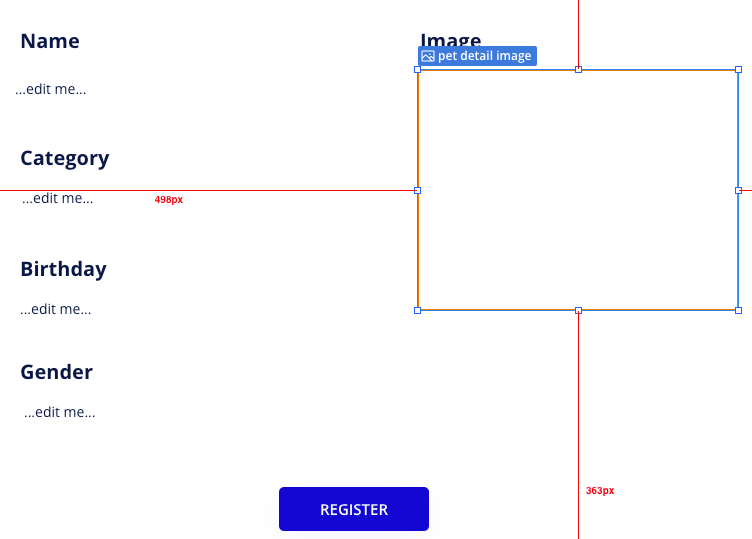 Name
Image
pet detail image
...edit me...
Category
...edit me...
498px
Birthday
...edit me...
Gender
...edit me...
363px
REGISTER